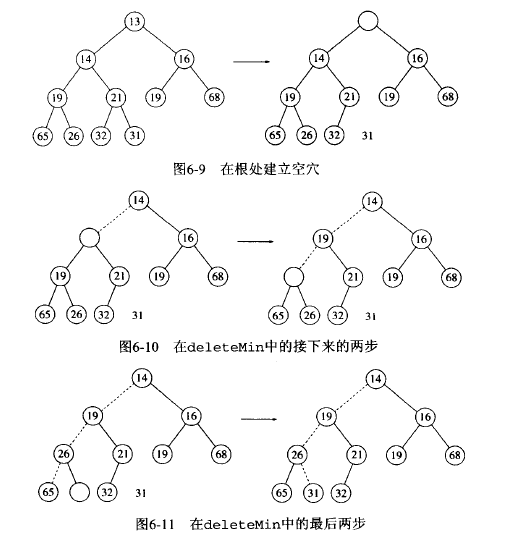 13
14 16 14 16
19 21 19 68 19 21 19 68
65 26 32 31 65 26 32 31
图6-9 在根处建立空穴
14 14
16 19 16
19 21 19 68 21 19 68
65 26 32 31 65 26 32 31
图6-10 在deleteMin中的接下来的两步
14 14
19 16 19 16
26 21 19 68 26 21 19 68
65 32 31 65 31 32
图6-11 在deleteMin中的最后两步